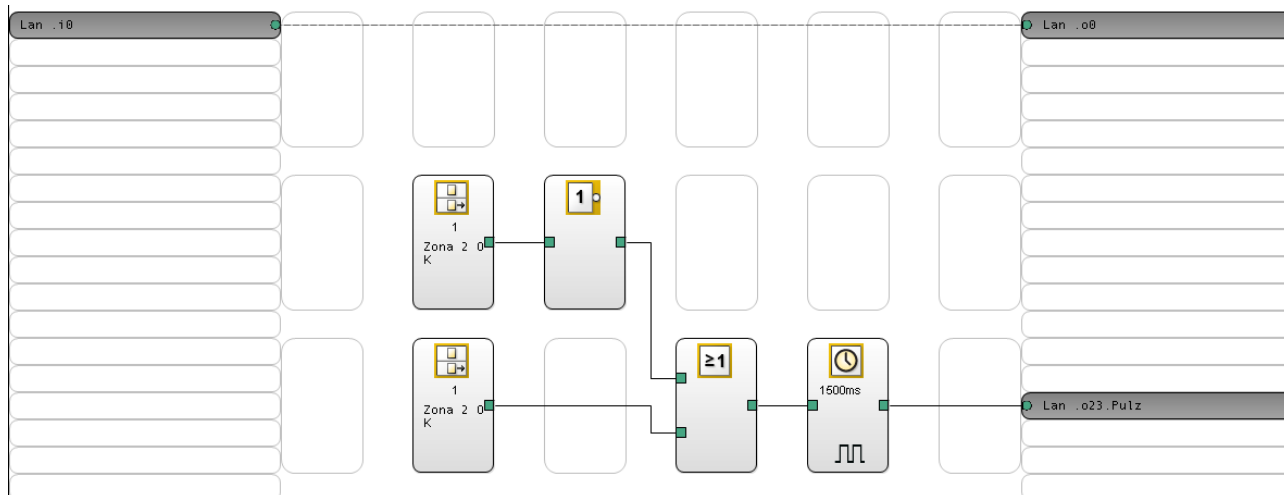 Lan .i0
Lan .o0
1
1
Zona 2 0
K
1
Zona 2 0
K
≥1
1500ms
Lan .o23.Pulz